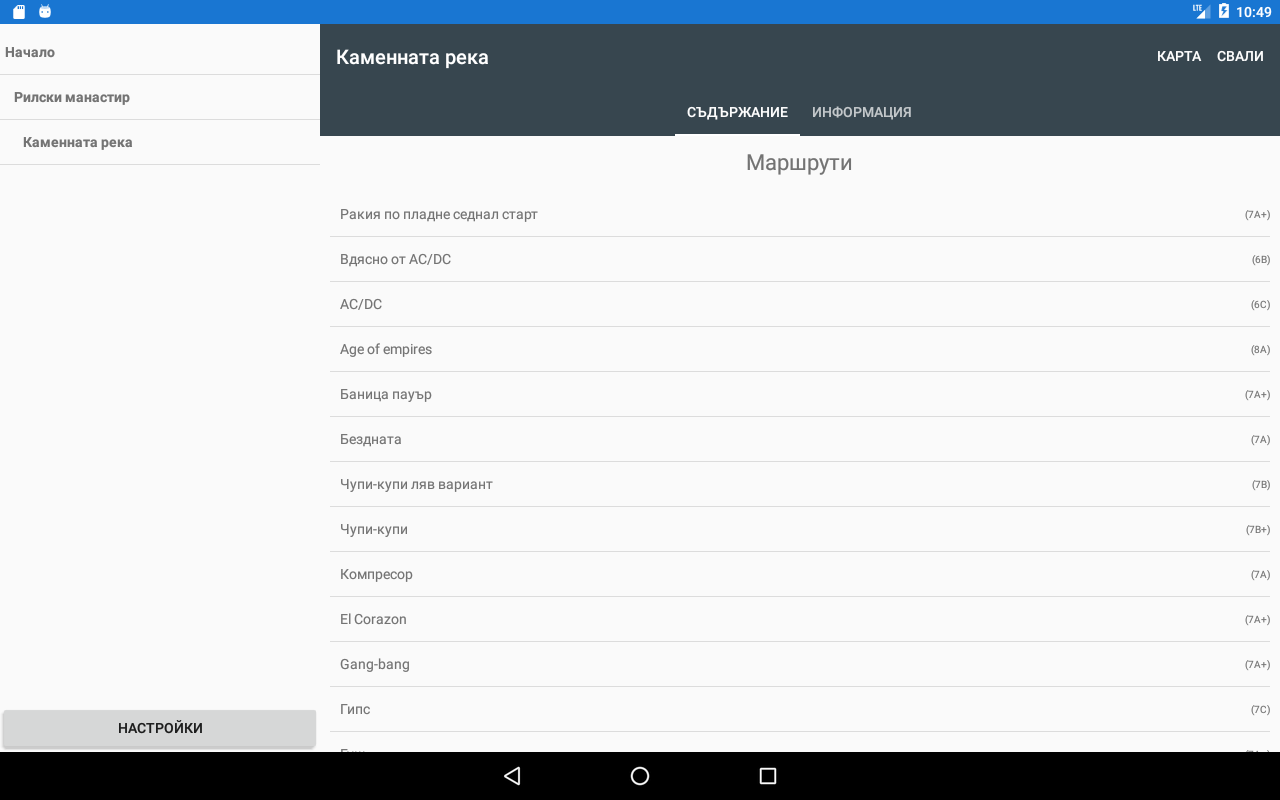 LTE 10:49
Начало
Рилски манастир
Каменната река
НАСТРОЙКИ
Каменната река
КАРТА СВАЛИ
СЪДЪРЖАНИЕ ИНФОРМАЦИЯ
Маршрути
Ракия по пладне седнал старт (7A+)
Вдясно от AC/DC (6B)
AC/DC (6C)
Age of empires (8A)
Баница пауър (7A+)
Бездната (7A)
Чупи-купи ляв вариант (7B)
Чупи-купи (7B+)
Компресор (7A)
El Corazon (7A+)
Gang-bang (7A+)
Гипс (7C)